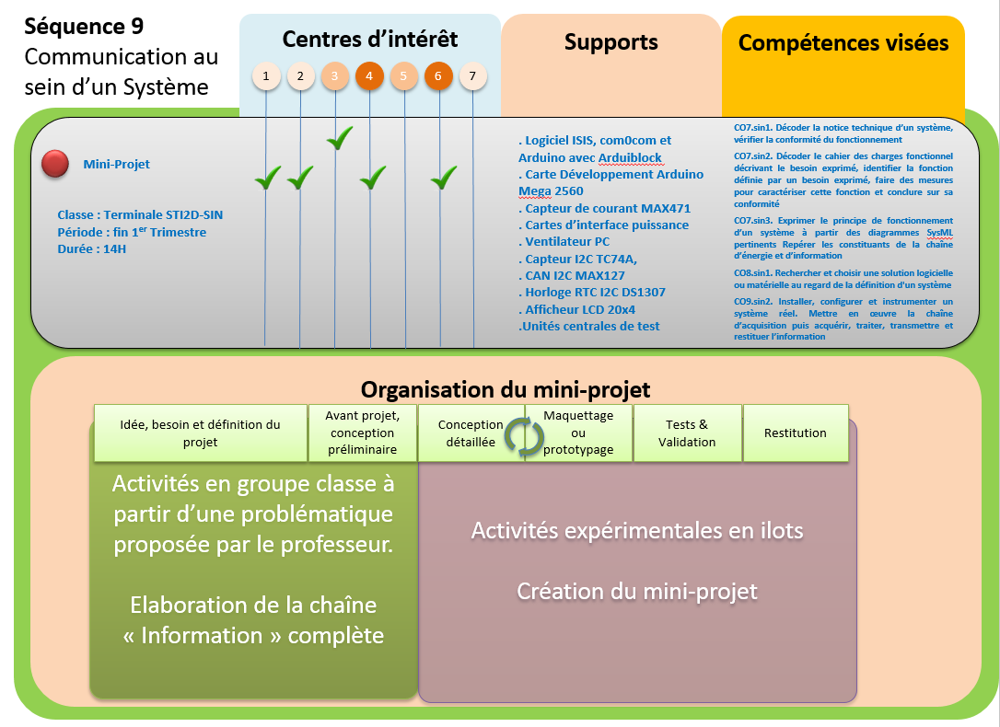 Séquence 9
Communication au
sein d'un Système
Centres d'intérêt
1 2 3 4 5 6 7
Supports
Compétences visées
Mini-Projet
Classe : Terminale STI2D-SIN
Période : fin 1er Trimestre
Durée : 14H
. Logiciel ISIS, com0com et
Arduino avec Arduiblock
. Carte Développement Arduino
Mega 2560
. Capteur de courant MAX471
. Cartes d'interface puissance
. Ventilateur PC
. Capteur I2C TC74A,
. CAN I2C MAX127
. Horloge RTC I2C DS1307
. Afficheur LCD 20x4
.Unités centrales de test
CO7.sin1. Décoder la notice technique d'un système,
vérifier la conformité du fonctionnement
CO7.sin2. Décoder le cahier des charges fonctionnel
décrivant le besoin exprimé, identifier la fonction
définie par un besoin exprimé, faire des mesures
pour caractériser cette fonction et conclure sur sa
conformité
CO7.sin3. Exprimer le principe de fonctionnement
d'un système à partir des diagrammes SysML
pertinents Repérer les constituants de la chaîne
d'énergie et d'information
CO8.sin1. Rechercher et choisir une solution logicielle
ou matérielle au regard de la définition d'un système
CO9.sin2. Installer, configurer et instrumenter un
système réel. Mettre en œuvre la chaîne
d'acquisition puis acquérir, traiter, transmettre et
restituer l'information
Organisation du mini-projet
Idée, besoin et définition du
projet
Avant projet,
conception
préliminaire
Conception
détaillée
Maquettage
ou
prototypage
Tests &
Validation
Restitution
Activités en groupe classe à
partir d'une problématique
proposée par le professeur.
Elaboration de la chaîne
« Information » complète
Activités expérimentales en ilots
Création du mini-projet